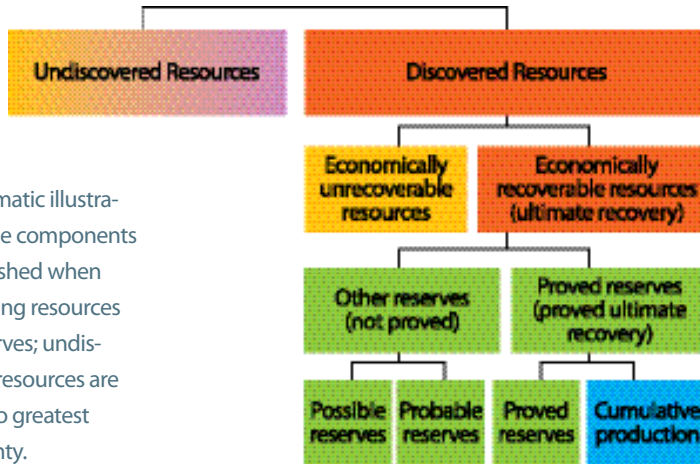 Undiscovered Resources
Discovered Resources
Economically
unrecoverable
resources
Economically
recoverable resources
(ultimate recovery)
matic illustra-
e components
shed when
ng resources
rves; undis-
resources are
o greatest
nty.
Other reserves
(not proved)
Proved reserves
(proved ultimate
recovery)
Possible
reserves
Probable
reserves
Proved
reserves
Cumulative
production